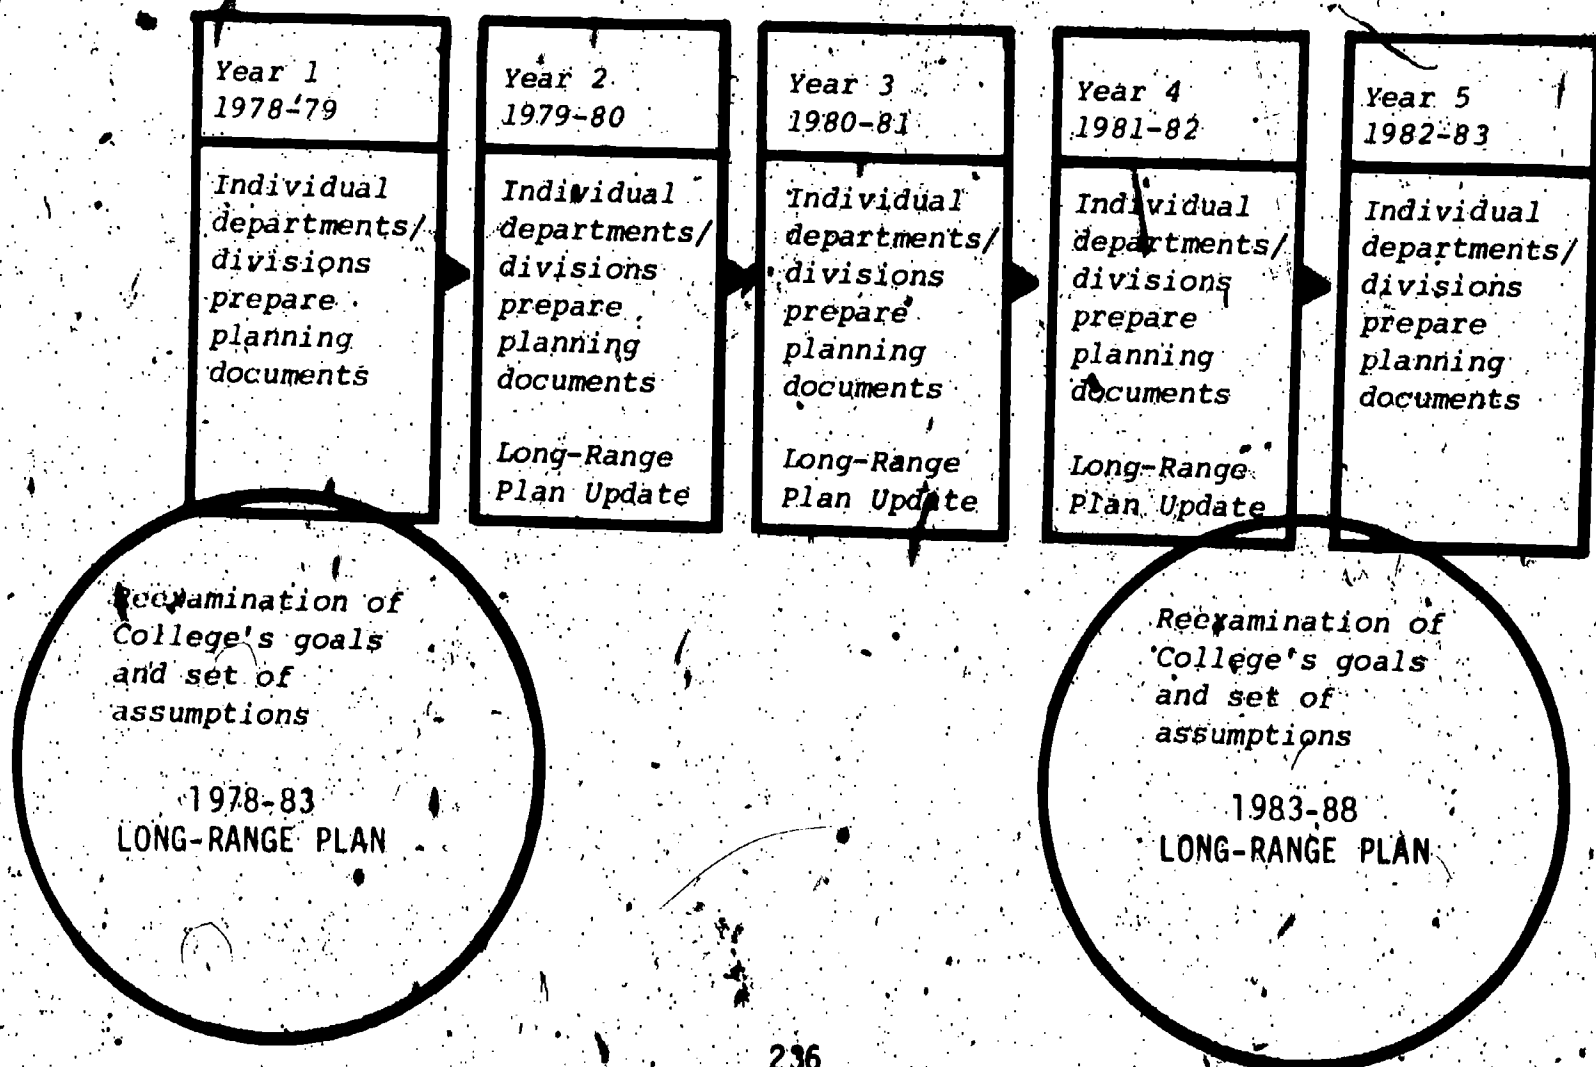 Year 1
1978-79
Individual
departments/
divisions
prepare
planning
documents
Year 2
1979-80
Individual
departments/
divisions
prepare
planning
documents
Long-Range
Plan Update
Year 3
1980-81
Individual
departments/
divisions
prepare
planning
documents
Long-Range
Plan Update
Year 4
1981-82
Individual
departments/
divisions
prepare
planning
documents
Long-Range
Plan Update
Year 5
1982-83
Individual
departments/
divisions
prepare
planning
documents
Reexamination of
College's goals
and set of
assumptions
1978-83
LONG-RANGE PLAN
Reexamination of
College's goals
and set of
assumptions
1983-88
LONG-RANGE PLAN
236